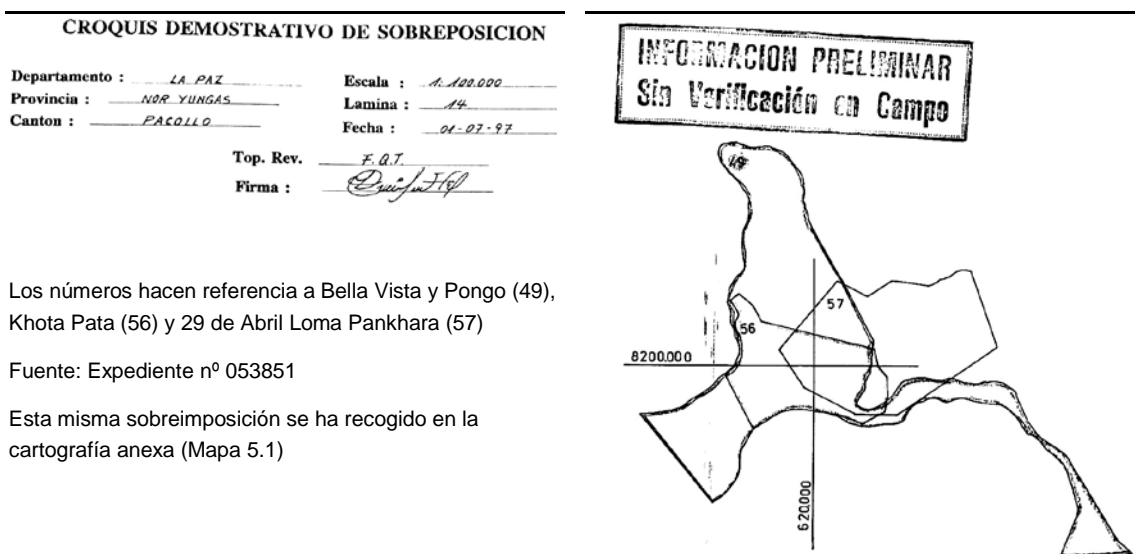 CROQUIS DEMOSTRATIVO DE SOBREPOSICION
Departamento : LA PAZ
Provincia : NOR YUNGAS
Canton : PACOLLO
Escala : 1:100.000
Lamina : 14
Fecha : 01-07-97
Top. Rev. F.Q.T.
Firma :
Los números hacen referencia a Bella Vista y Pongo (49),
Khota Pata (56) y 29 de Abril Loma Pankhara (57)
Fuente: Expediente nº 053851
Esta misma sobreimposición se ha recogido en la
cartografía anexa (Mapa 5.1)
INFORMACION PRELIMINAR
Sin Verificación en Campo
49
57
56
8200.000
620.000